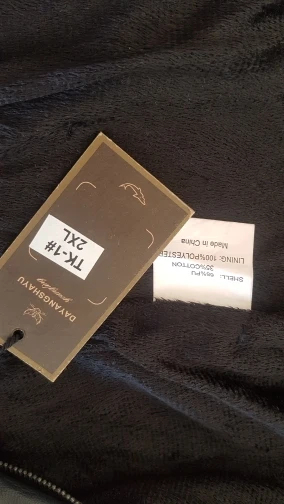 DAYANGSHAYU
TK-1#
2XL
SHELL: 65%PU
35%COTTON
LINING: 100%POLYESTER
Made in China